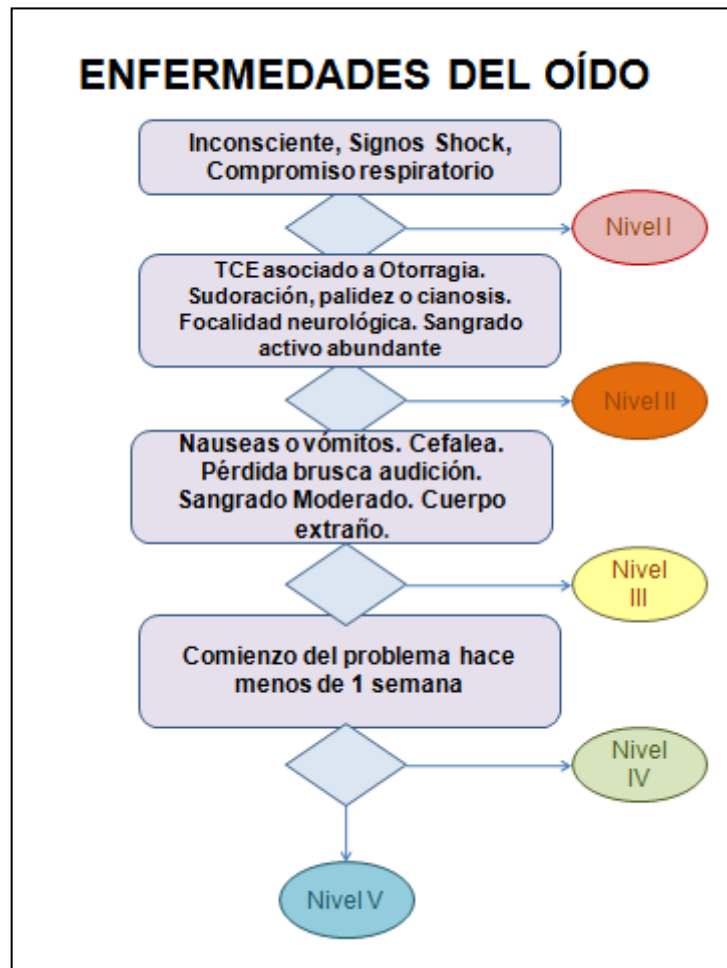 ENFERMEDADES DEL OÍDO
Inconsciente, Signos Shock,
Compromiso respiratorio
Nivel I
TCE asociado a Otorragia.
Sudoración, palidez o cianosis.
Focalidad neurológica. Sangrado
activo abundante
Nivel II
Nauseas o vómitos. Cefalea.
Pérdida brusca audición.
Sangrado Moderado. Cuerpo
extraño.
Nivel
III
Comienzo del problema hace
menos de 1 semana
Nivel
IV
Nivel V